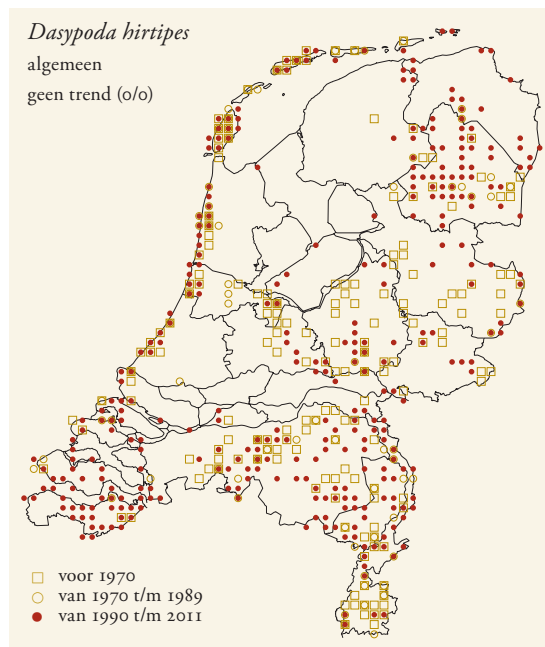 Dasypoda hirtipes
algemeen
geen trend (0/0)
voor 1970
van 1970 t/m 1989
van 1990 t/m 2011